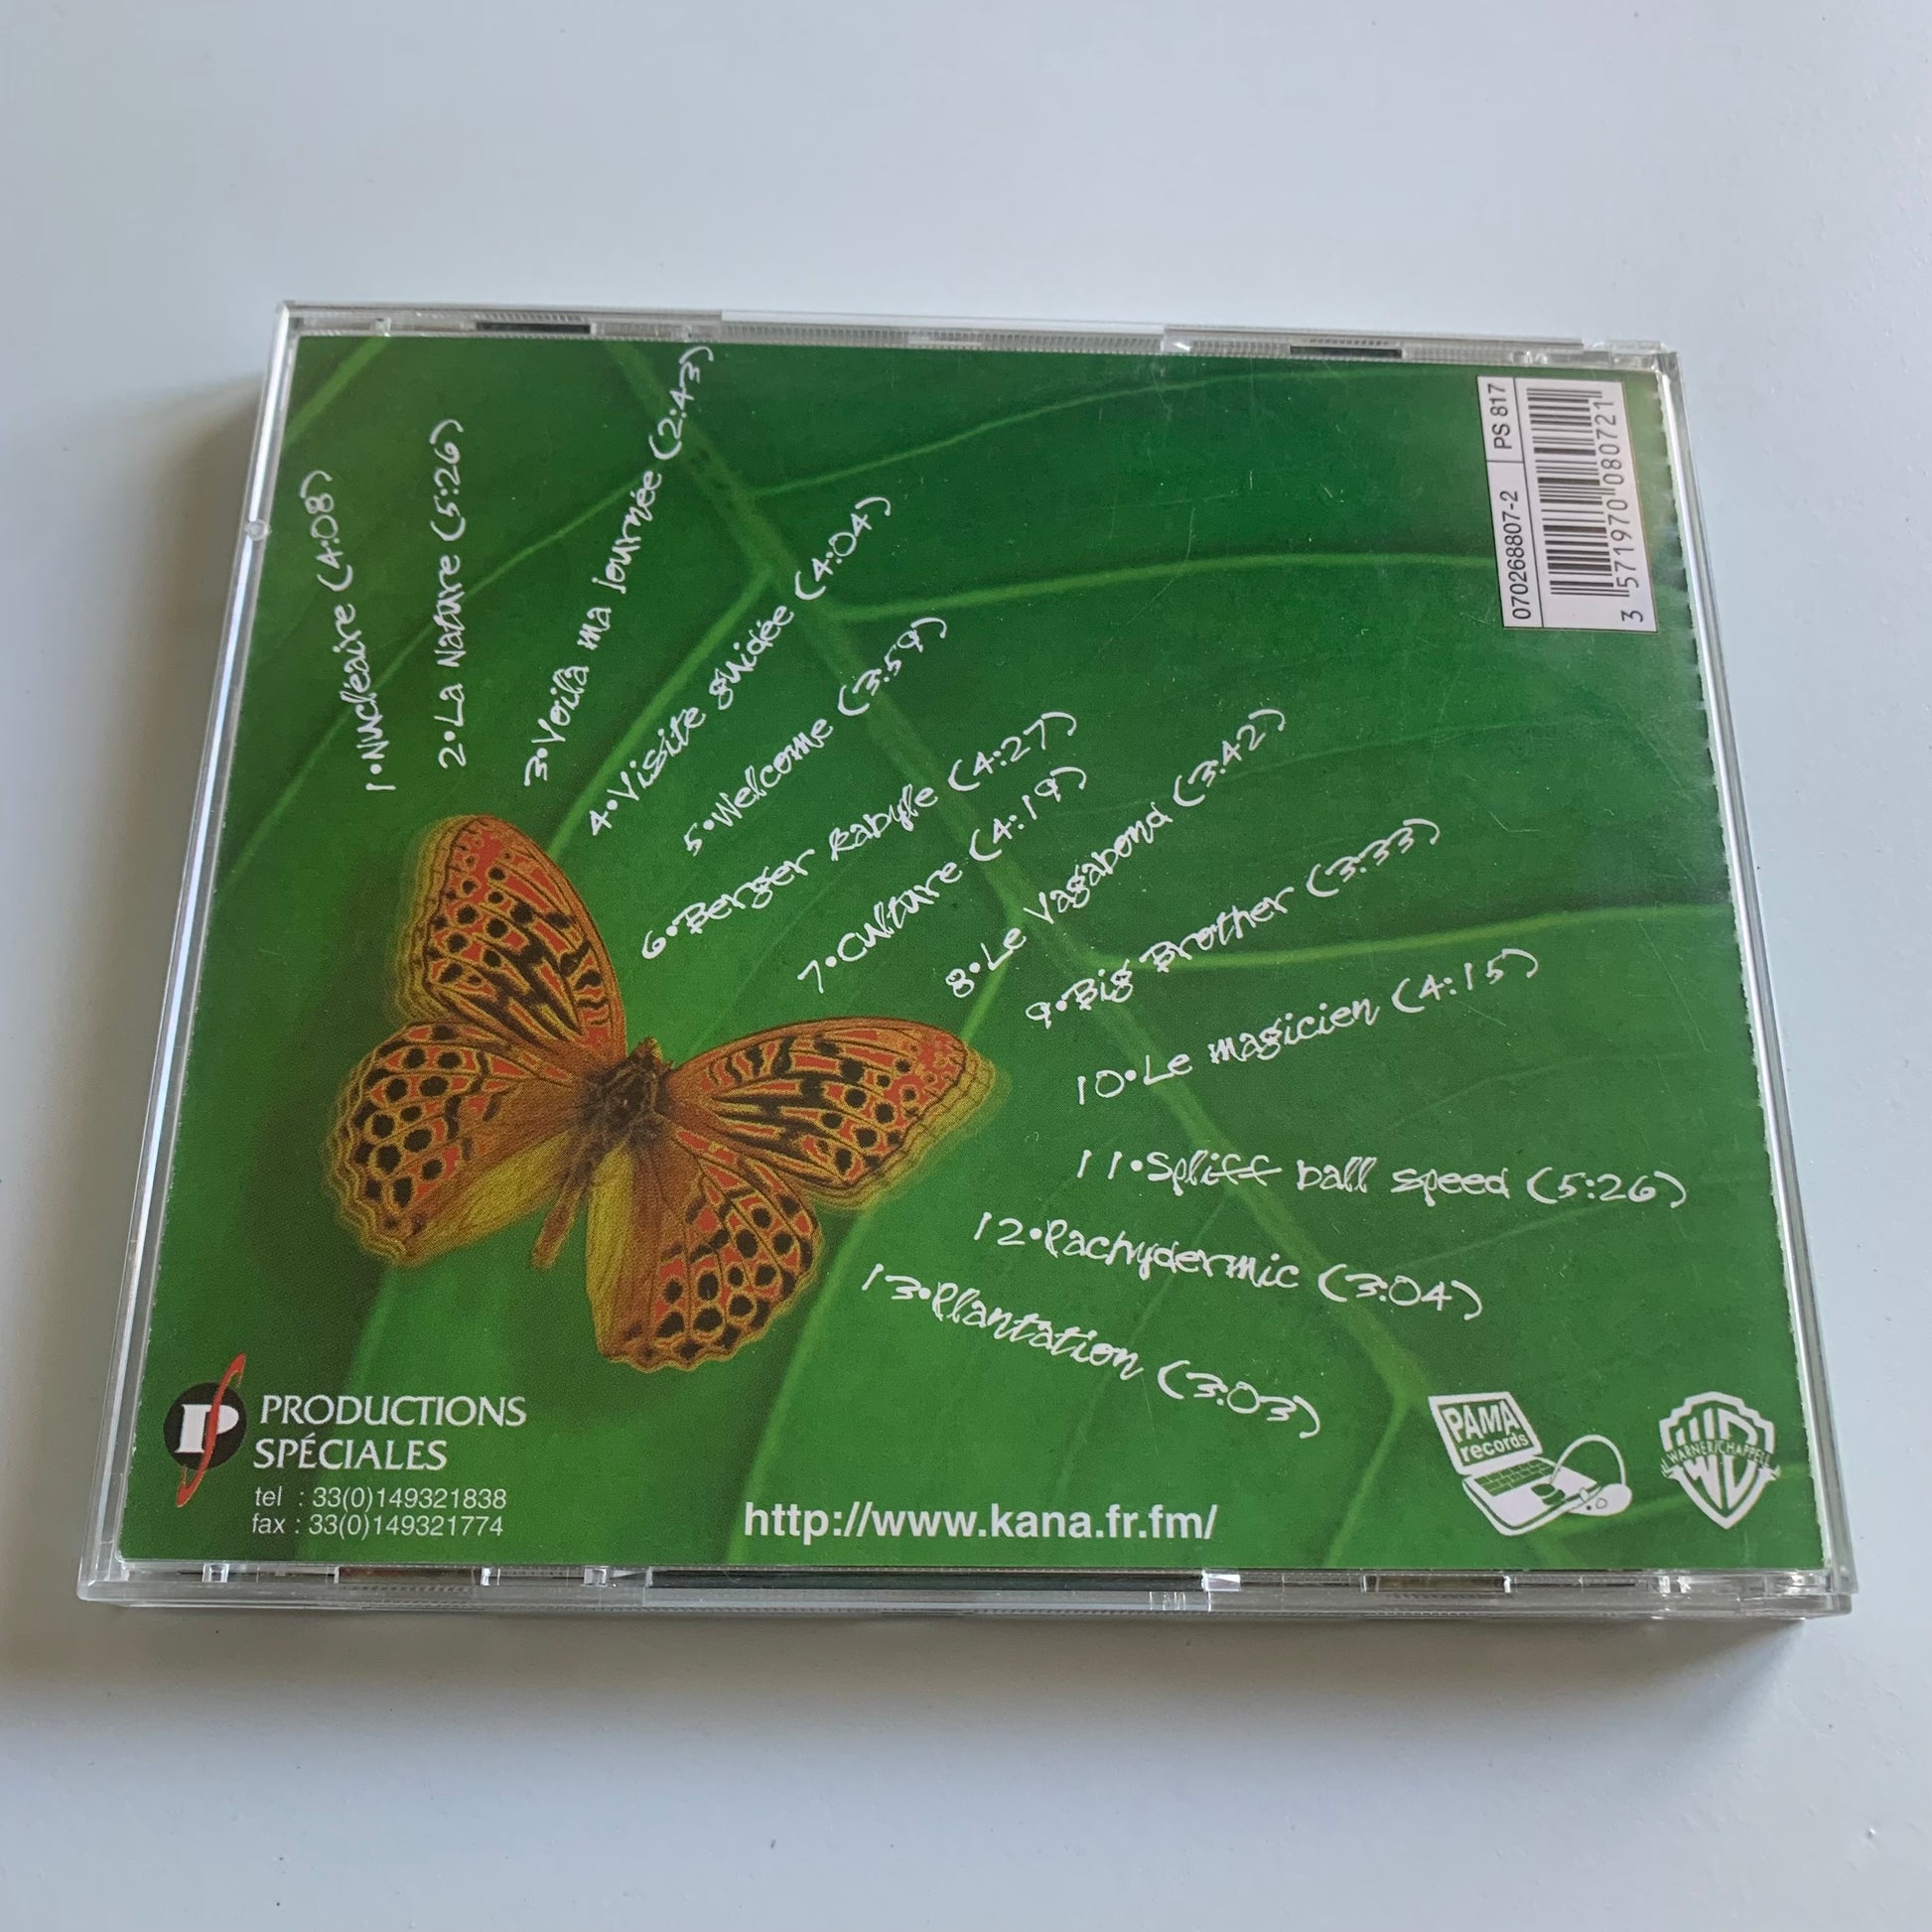 1•Nucléaire (4:08)
2•La Nature (5:26)
3•Voilà ma journée (2:43)
4•Visite guidée (4:04)
5•Welcome (3:59)
6•Berger kabyle (4:27)
7•Culture (4:19)
8•Le vagabond (3:42)
9•Big Brother (3:33)
10•Le magicien (4:15)
11•Spliff ball speed (5:26)
12•Pachydermic (3:04)
13•Plantation (3:03)
070268807-2
PS 817
3 571970 080721
P
PRODUCTIONS
SPÉCIALES
tel : 33(0)149321838
fax : 33(0)149321774
http://www.kana.fr.fm/
PAMA
records
WARNER/CHAPPELL